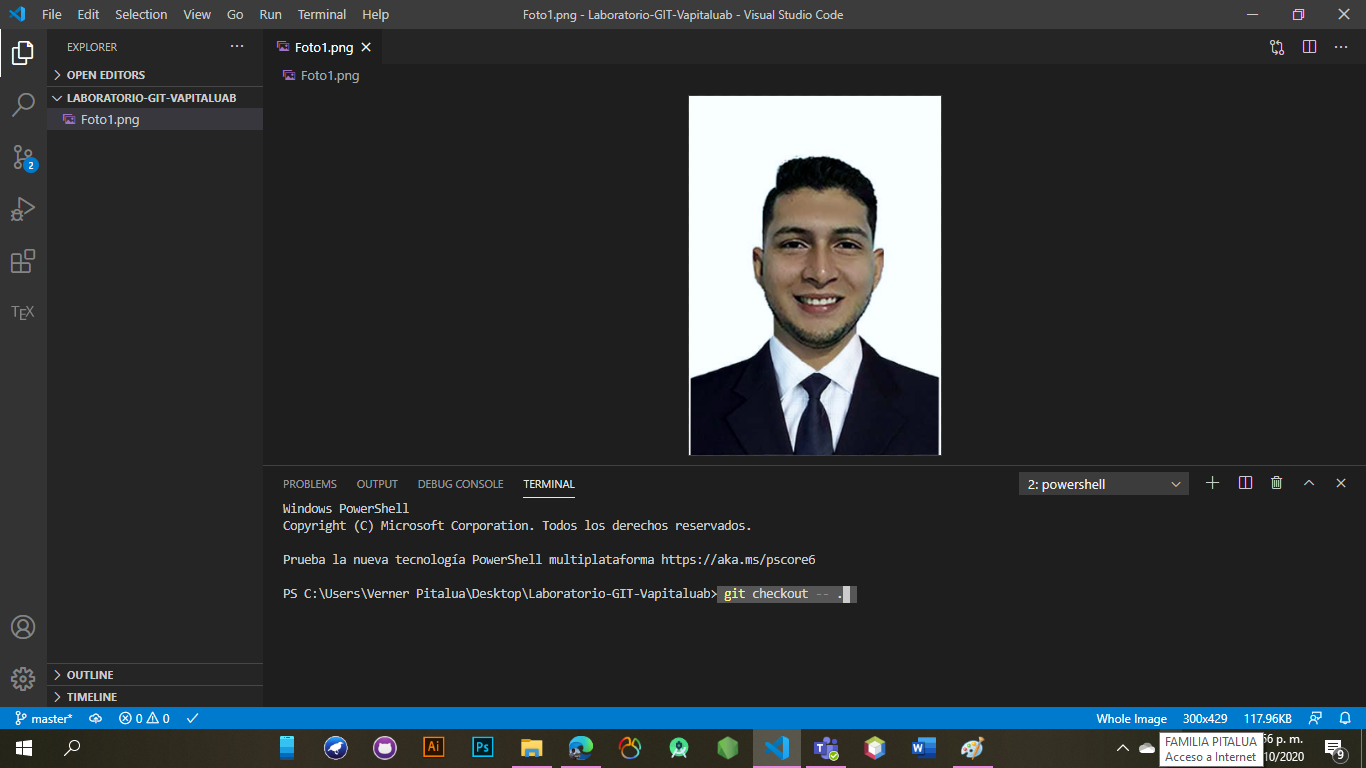 File Edit Selection View Go Run Terminal Help
Foto1.png - Laboratorio-GIT-Vapitaluab - Visual Studio Code
EXPLORER
OPEN EDITORS
LABORATORIO-GIT-VAPITALUAB
Foto1.png
2
TEX
OUTLINE
TIMELINE
Foto1.png
Foto1.png
PROBLEMS OUTPUT DEBUG CONSOLE TERMINAL
2: powershell
Windows PowerShell
Copyright (C) Microsoft Corporation. Todos los derechos reservados.
Prueba la nueva tecnología PowerShell multiplataforma https://aka.ms/pscore6
PS C:\Users\Verner Pitalua\Desktop\Laboratorio-GIT-Vapitaluab> git checkout -- .
master* 0 0
Whole Image 300x429 117.96KB
Ai Ps
FAMILIA PITALUA
Acceso a Internet
56 p. m.
10/2020
9